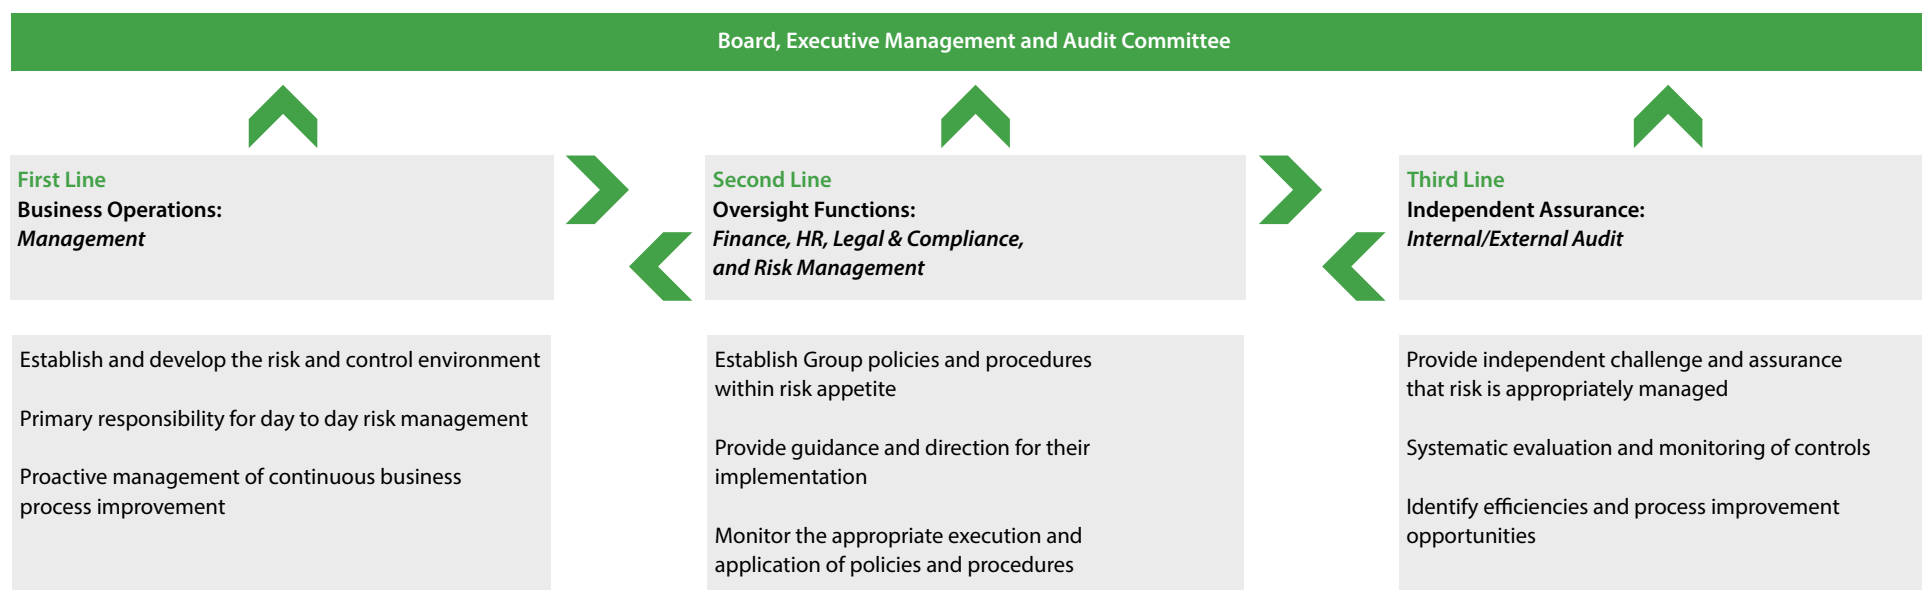 Board, Executive Management and Audit Committee
First Line
Business Operations:
Management
Second Line
Oversight Functions:
Finance, HR, Legal & Compliance,
and Risk Management
Third Line
Independent Assurance:
Internal/External Audit
Establish and develop the risk and control environment
Primary responsibility for day to day risk management
Proactive management of continuous business
process improvement
Establish Group policies and procedures
within risk appetite
Provide guidance and direction for their
implementation
Monitor the appropriate execution and
application of policies and procedures
Provide independent challenge and assurance
that risk is appropriately managed
Systematic evaluation and monitoring of controls
Identify efficiencies and process improvement
opportunities